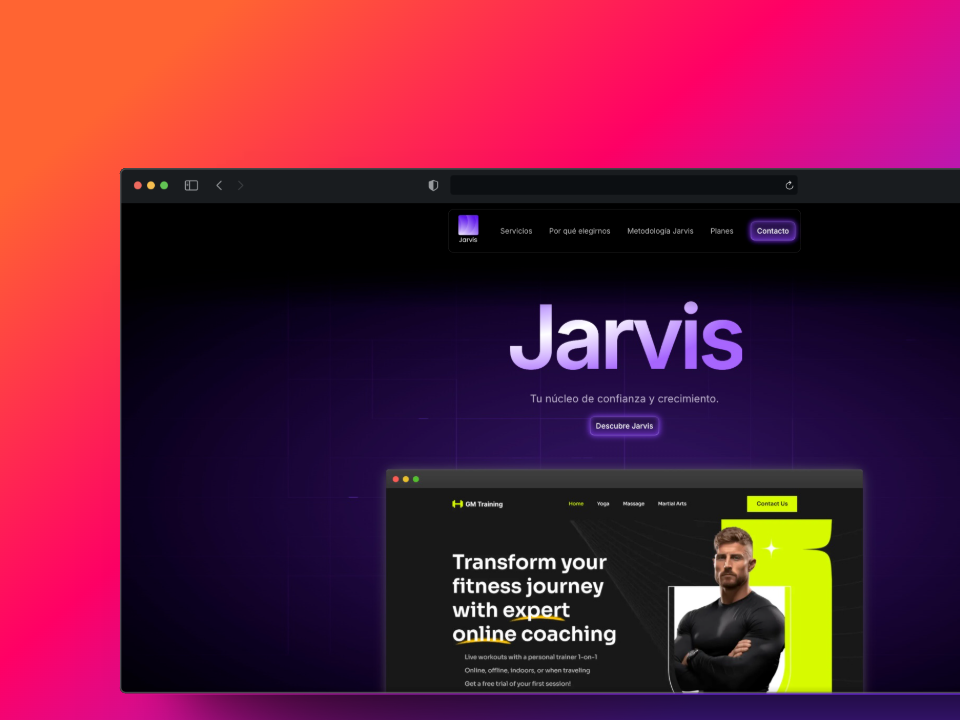 Jarvis
Servicios Por qué elegirnos Metodología Jarvis Planes Contacto
Jarvis
Tu núcleo de confianza y crecimiento.
Descubre Jarvis
GM Training Home Yoga Massage Martial Arts Contact Us
Transform your
fitness journey
with expert
online coaching
Live workouts with a personal trainer 1-on-1
Online, offline, indoors, or when traveling
Get a free trial of your first session!